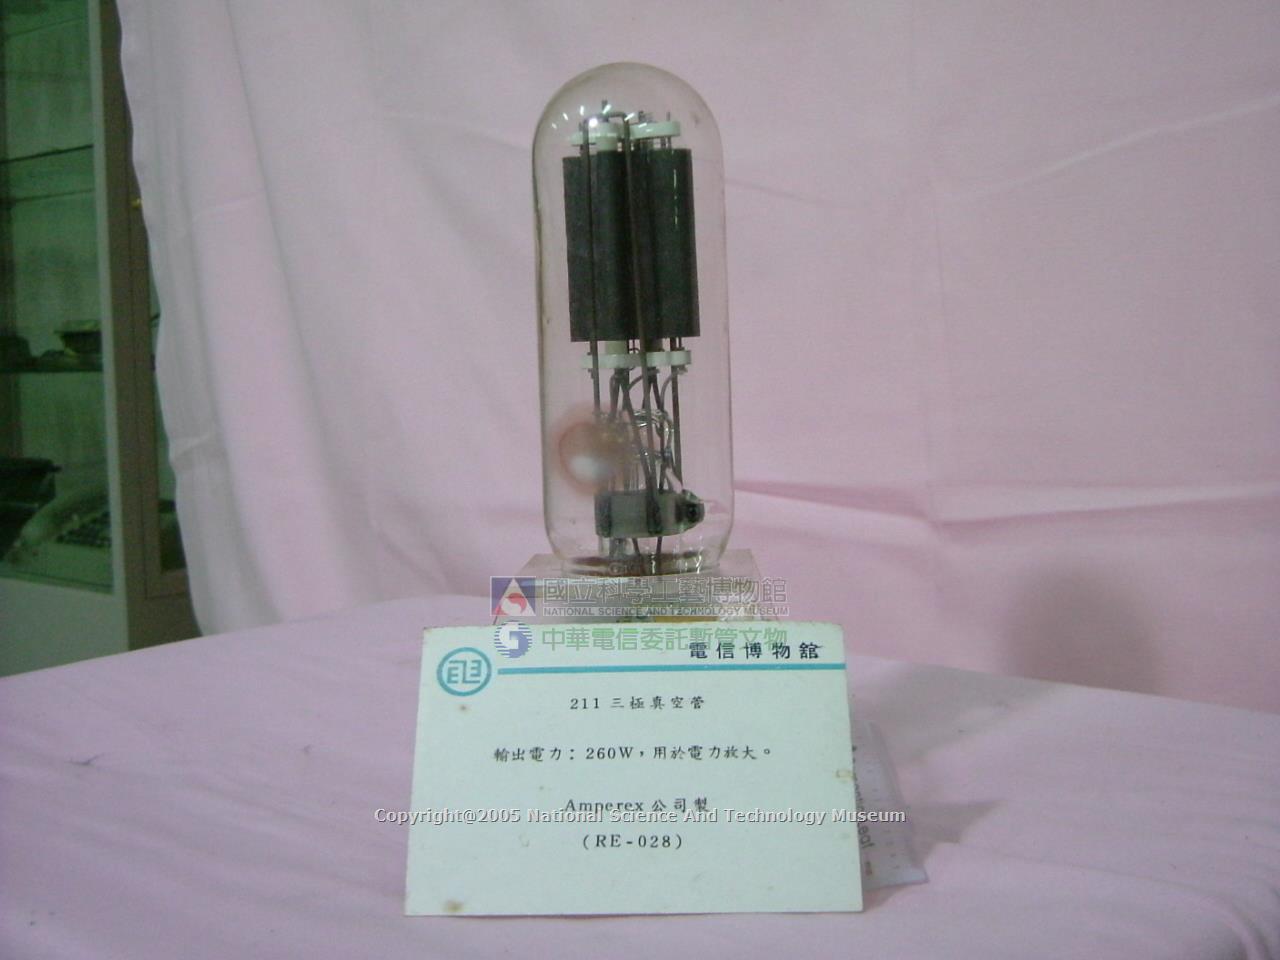 國立科學工藝博物館
NATIONAL SCIENCE AND TECHNOLOGY MUSEUM
中華電信委託暫管文物
電信博物館
211 三極真空管
輸出電力：260W，用於電力放大。
Amperex 公司製
Copyright@2005 National Science And Technology Museum
(RE-028)